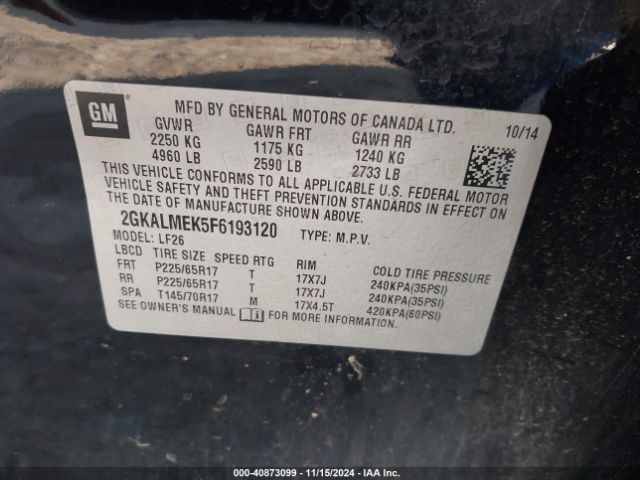 GM
MFD BY GENERAL MOTORS OF CANADA LTD. 10/14
GVWR GAWR FRT GAWR RR
2250 KG 1175 KG 1240 KG
4960 LB 2590 LB 2733 LB
THIS VEHICLE CONFORMS TO ALL APPLICABLE U.S. FEDERAL MOTOR
VEHICLE SAFETY AND THEFT PREVENTION STANDARDS IN EFFECT ON
THE DATE OF MANUFACTURE SHOWN ABOVE.
2GKALMEK5F6193120 TYPE: M.P.V.
MODEL: LF26
LBCD TIRE SIZE SPEED RTG RIM COLD TIRE PRESSURE
FRT P225/65R17 T 17X7J 240KPA(35PSI)
RR P225/65R17 T 17X7J 240KPA(35PSI)
SPA T145/70R17 M 17X4.5T 420KPA(60PSI)
SEE OWNER'S MANUAL FOR MORE INFORMATION.
000-40873099 - 11/15/2024 - IAA Inc.